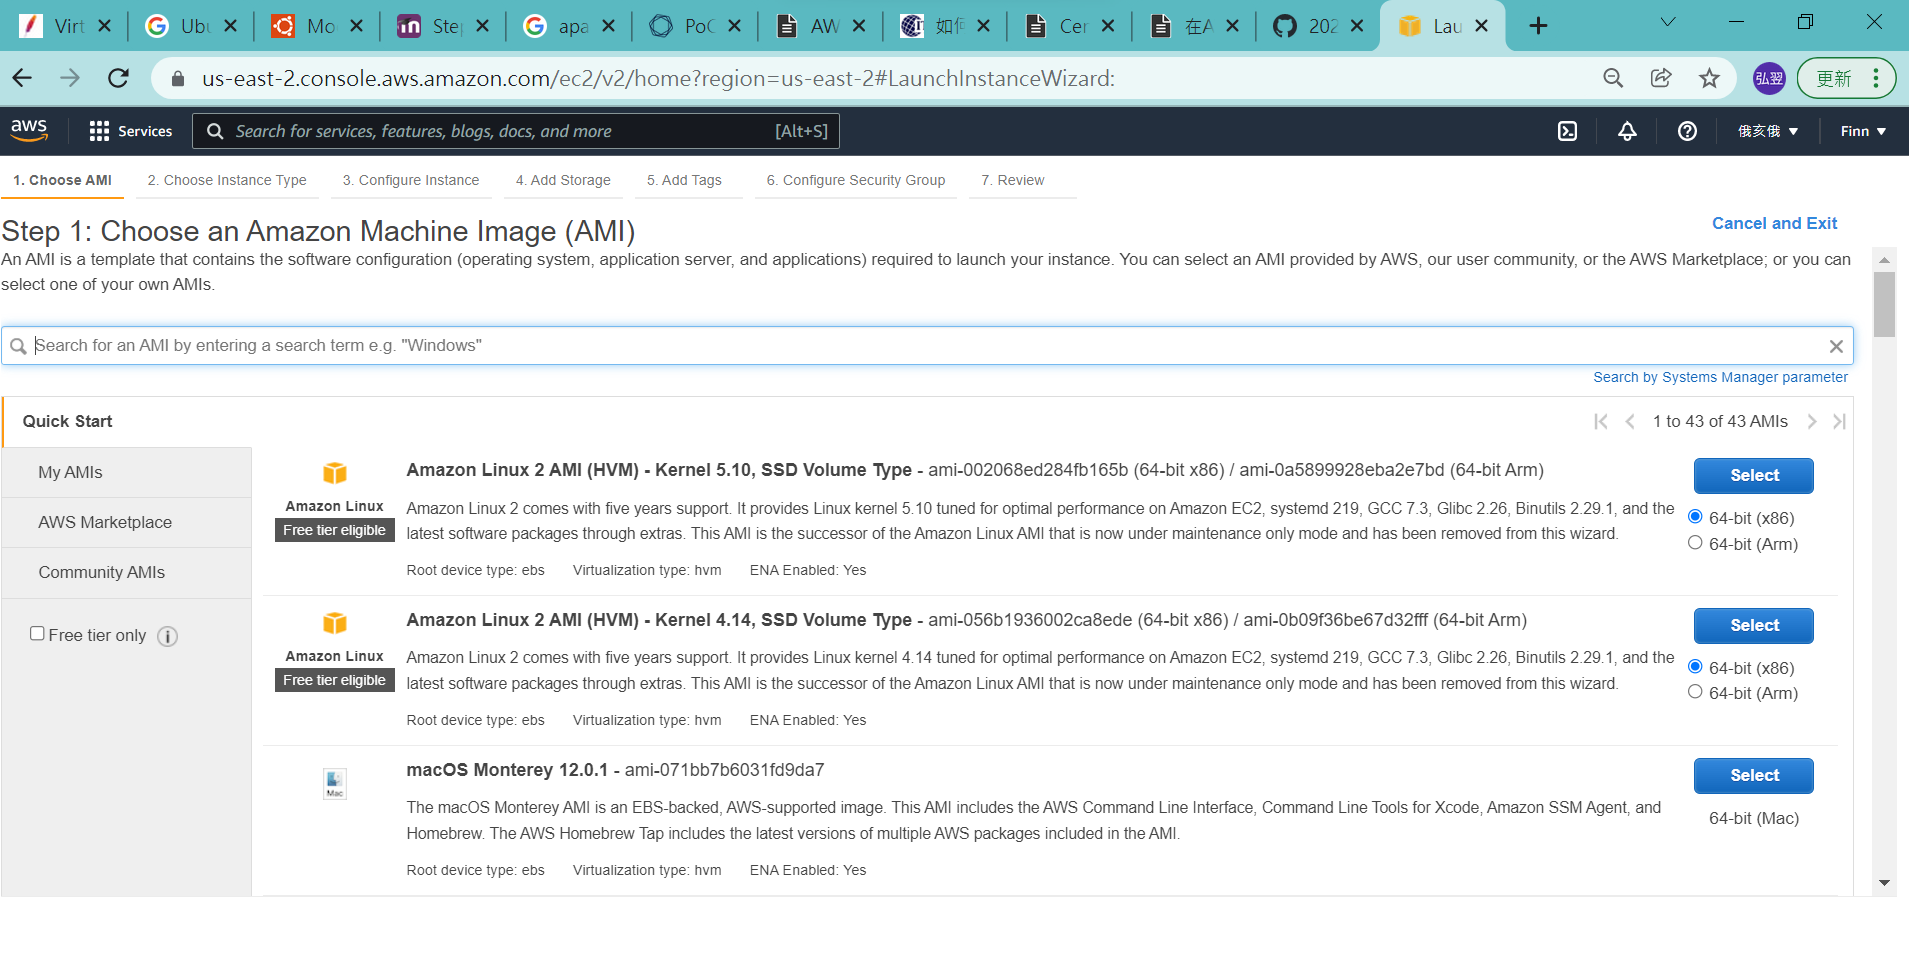 Virt
Ubu
Mo
Step
apa
PoC
AW
如何
Cer
在A
202
Lau
us-east-2.console.aws.amazon.com/ec2/v2/home?region=us-east-2#LaunchInstanceWizard:
弘翌
更新
aws
Services
Search for services, features, blogs, docs, and more
[Alt+S]
俄亥俄
Finn
1. Choose AMI
2. Choose Instance Type
3. Configure Instance
4. Add Storage
5. Add Tags
6. Configure Security Group
7. Review
Step 1: Choose an Amazon Machine Image (AMI)
Cancel and Exit
An AMI is a template that contains the software configuration (operating system, application server, and applications) required to launch your instance. You can select an AMI provided by AWS, our user community, or the AWS Marketplace; or you can
select one of your own AMIs.
Search for an AMI by entering a search term e.g. "Windows"
Search by Systems Manager parameter
Quick Start
1 to 43 of 43 AMIs
My AMIs
AWS Marketplace
Community AMIs
Free tier only
Amazon Linux
Free tier eligible
Amazon Linux 2 AMI (HVM) - Kernel 5.10, SSD Volume Type - ami-002068ed284fb165b (64-bit x86) / ami-0a5899928eba2e7bd (64-bit Arm)
Amazon Linux 2 comes with five years support. It provides Linux kernel 5.10 tuned for optimal performance on Amazon EC2, systemd 219, GCC 7.3, Glibc 2.26, Binutils 2.29.1, and the
latest software packages through extras. This AMI is the successor of the Amazon Linux AMI that is now under maintenance only mode and has been removed from this wizard.
Root device type: ebs Virtualization type: hvm ENA Enabled: Yes
Select
64-bit (x86)
64-bit (Arm)
Amazon Linux
Free tier eligible
Amazon Linux 2 AMI (HVM) - Kernel 4.14, SSD Volume Type - ami-056b1936002ca8ede (64-bit x86) / ami-0b09f36be67d32fff (64-bit Arm)
Amazon Linux 2 comes with five years support. It provides Linux kernel 4.14 tuned for optimal performance on Amazon EC2, systemd 219, GCC 7.3, Glibc 2.26, Binutils 2.29.1, and the
latest software packages through extras. This AMI is the successor of the Amazon Linux AMI that is now under maintenance only mode and has been removed from this wizard.
Root device type: ebs Virtualization type: hvm ENA Enabled: Yes
Select
64-bit (x86)
64-bit (Arm)
Mac
macOS Monterey 12.0.1 - ami-071bb7b6031fd9da7
The macOS Monterey AMI is an EBS-backed, AWS-supported image. This AMI includes the AWS Command Line Interface, Command Line Tools for Xcode, Amazon SSM Agent, and
Homebrew. The AWS Homebrew Tap includes the latest versions of multiple AWS packages included in the AMI.
Root device type: ebs Virtualization type: hvm ENA Enabled: Yes
Select
64-bit (Mac)